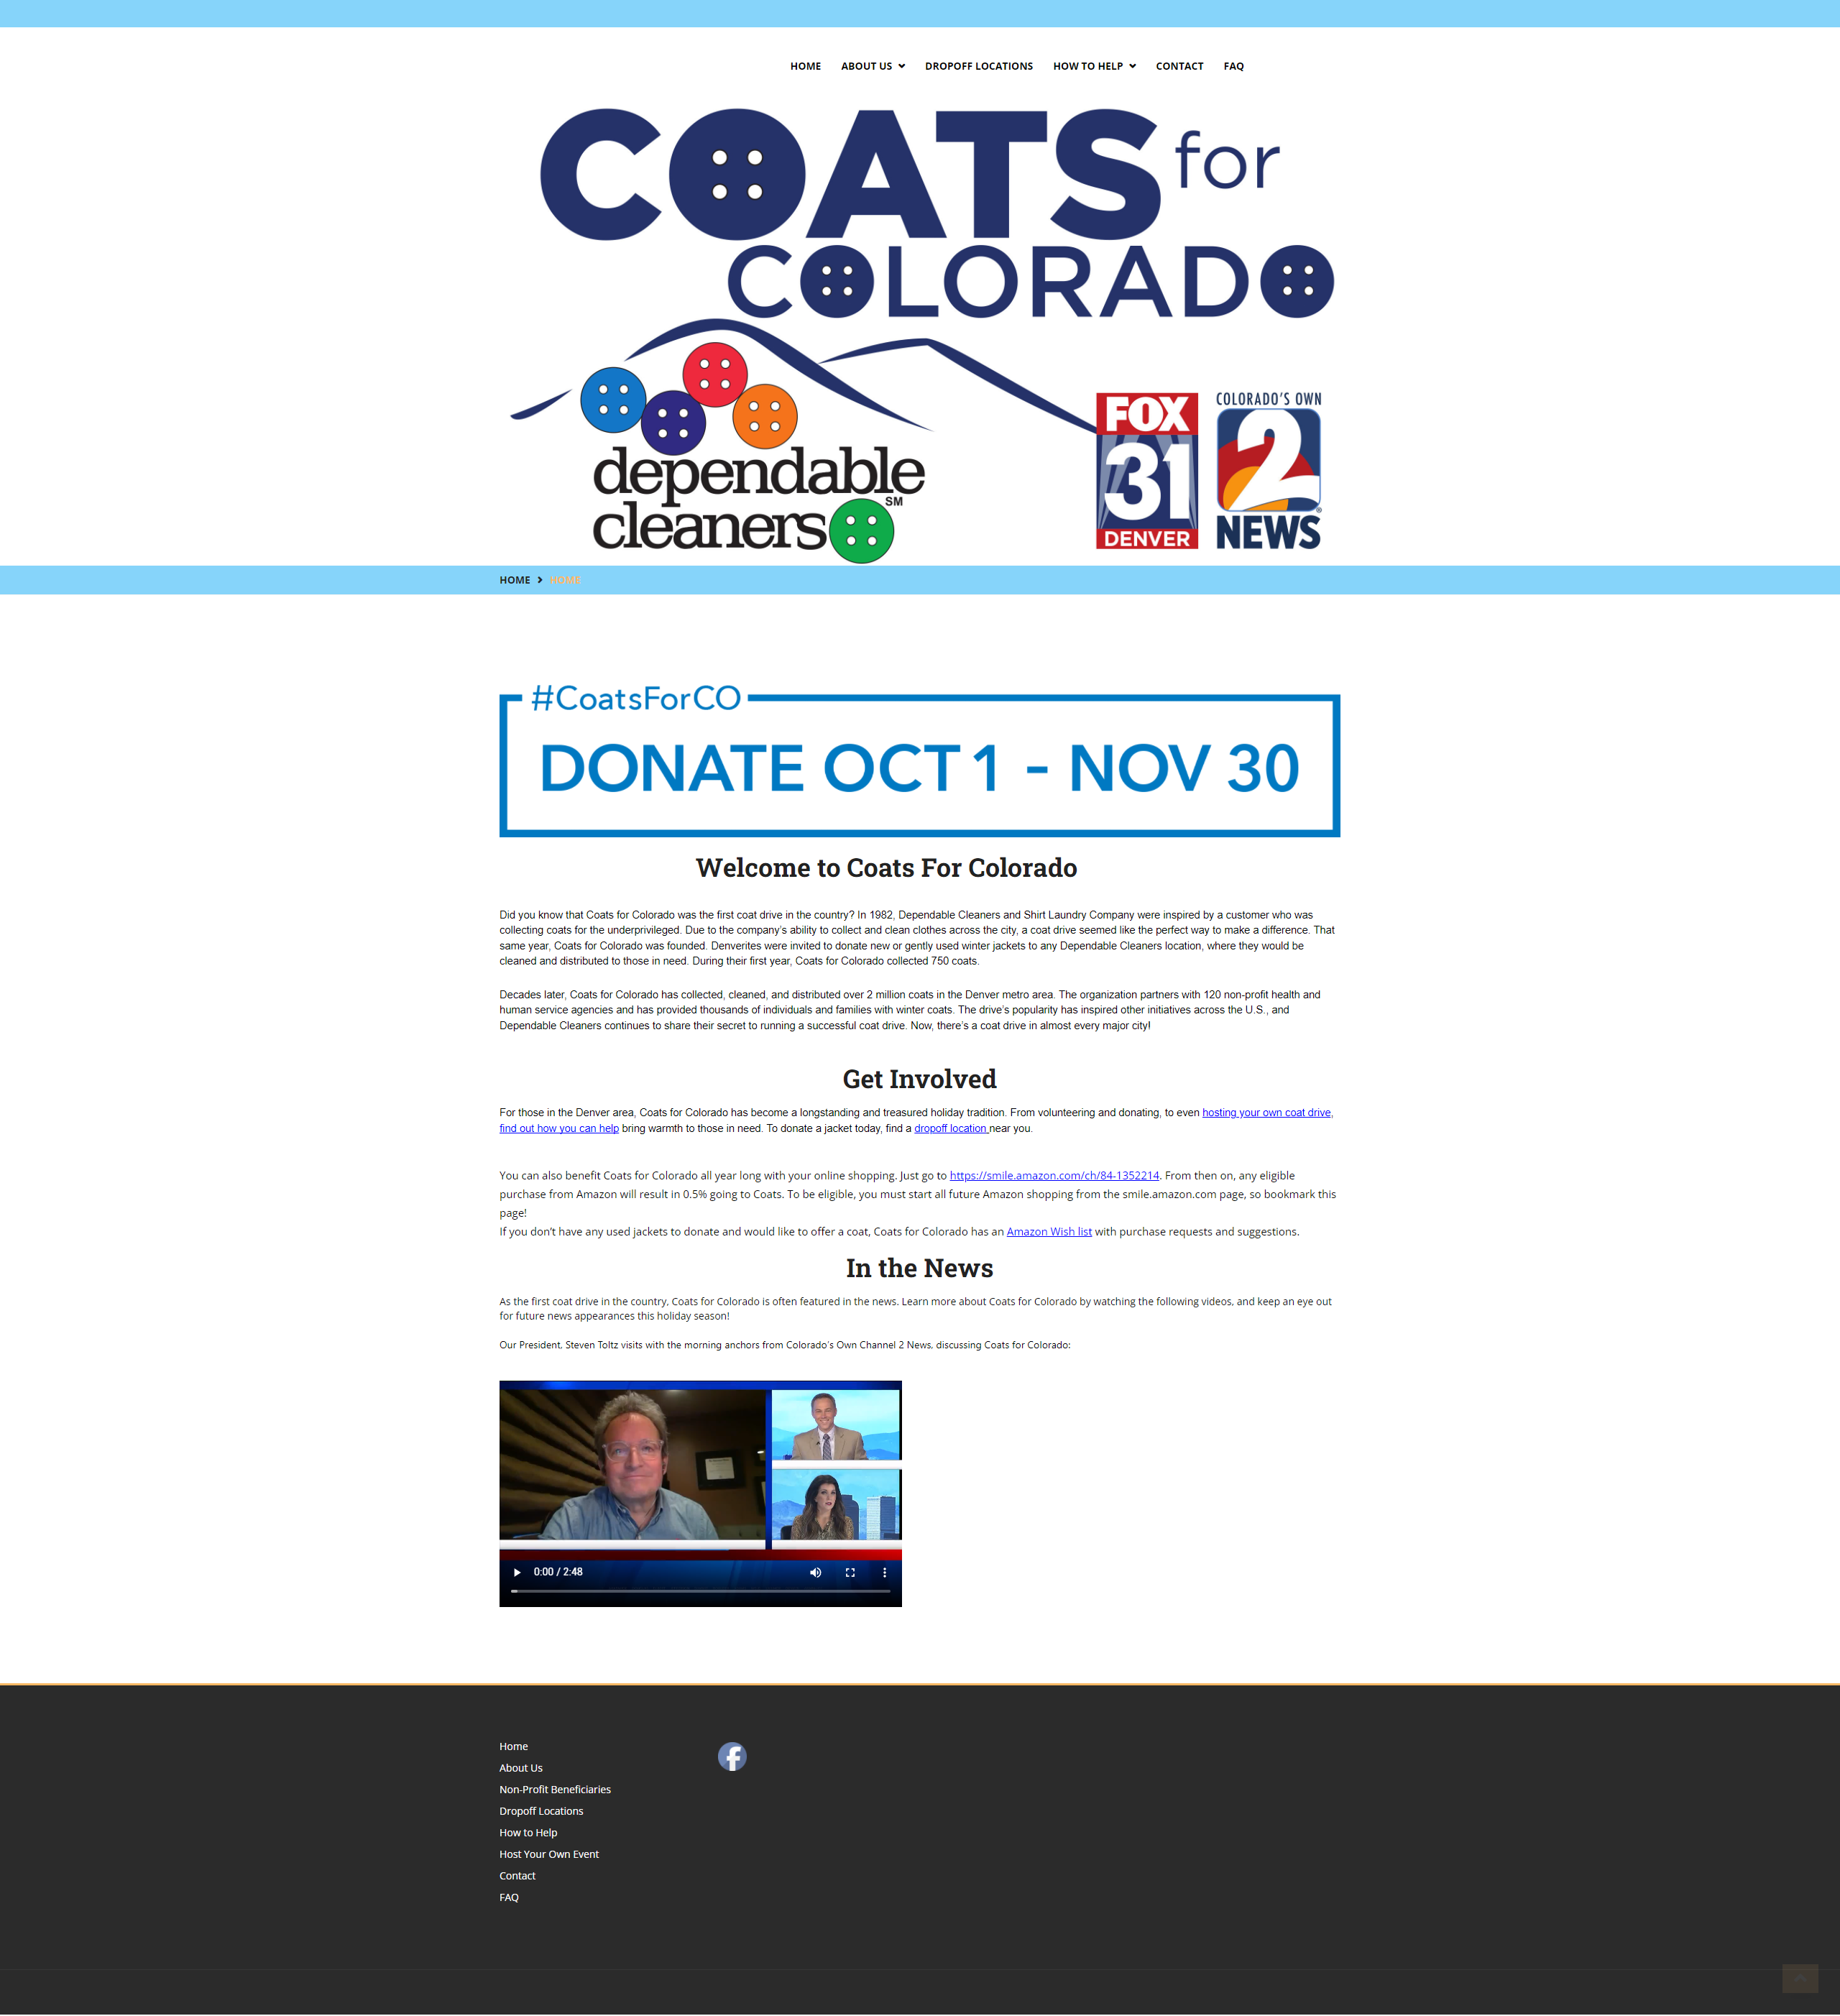 HOME ABOUT US DROPOFF LOCATIONS HOW TO HELP CONTACT FAQ
COATS for
COLORADO
dependable
cleaners SM
FOX
31
DENVER
COLORADO'S OWN
2
NEWS
HOME > HOME
#CoatsForCO
DONATE OCT 1 - NOV 30
Welcome to Coats For Colorado
Did you know that Coats for Colorado was the first coat drive in the country? In 1982, Dependable Cleaners and Shirt Laundry Company were inspired by a customer who was
collecting coats for the underprivileged. Due to the company's ability to collect and clean clothes across the city, a coat drive seemed like the perfect way to make a difference. That
same year, Coats for Colorado was founded. Denverites were invited to donate new or gently used winter jackets to any Dependable Cleaners location, where they would be
cleaned and distributed to those in need. During their first year, Coats for Colorado collected 750 coats.
Decades later, Coats for Colorado has collected, cleaned, and distributed over 2 million coats in the Denver metro area. The organization partners with 120 non-profit health and
human service agencies and has provided thousands of individuals and families with winter coats. The drive's popularity has inspired other initiatives across the U.S., and
Dependable Cleaners continues to share their secret to running a successful coat drive. Now, there's a coat drive in almost every major city!
Get Involved
For those in the Denver area, Coats for Colorado has become a longstanding and treasured holiday tradition. From volunteering and donating, to even hosting your own coat drive,
find out how you can help bring warmth to those in need. To donate a jacket today, find a dropoff location near you.
You can also benefit Coats for Colorado all year long with your online shopping. Just go to https://smile.amazon.com/ch/84-1352214. From then on, any eligible
purchase from Amazon will result in 0.5% going to Coats. To be eligible, you must start all future Amazon shopping from the smile.amazon.com page, so bookmark this
page!
If you don't have any used jackets to donate and would like to offer a coat, Coats for Colorado has an Amazon Wish list with purchase requests and suggestions.
In the News
As the first coat drive in the country, Coats for Colorado is often featured in the news. Learn more about Coats for Colorado by watching the following videos, and keep an eye out
for future news appearances this holiday season!
Our President, Steven Toltz visits with the morning anchors from Colorado's Own Channel 2 News, discussing Coats for Colorado:
0:00 / 2:48
Home
About Us
Non-Profit Beneficiaries
Dropoff Locations
How to Help
Host Your Own Event
Contact
FAQ